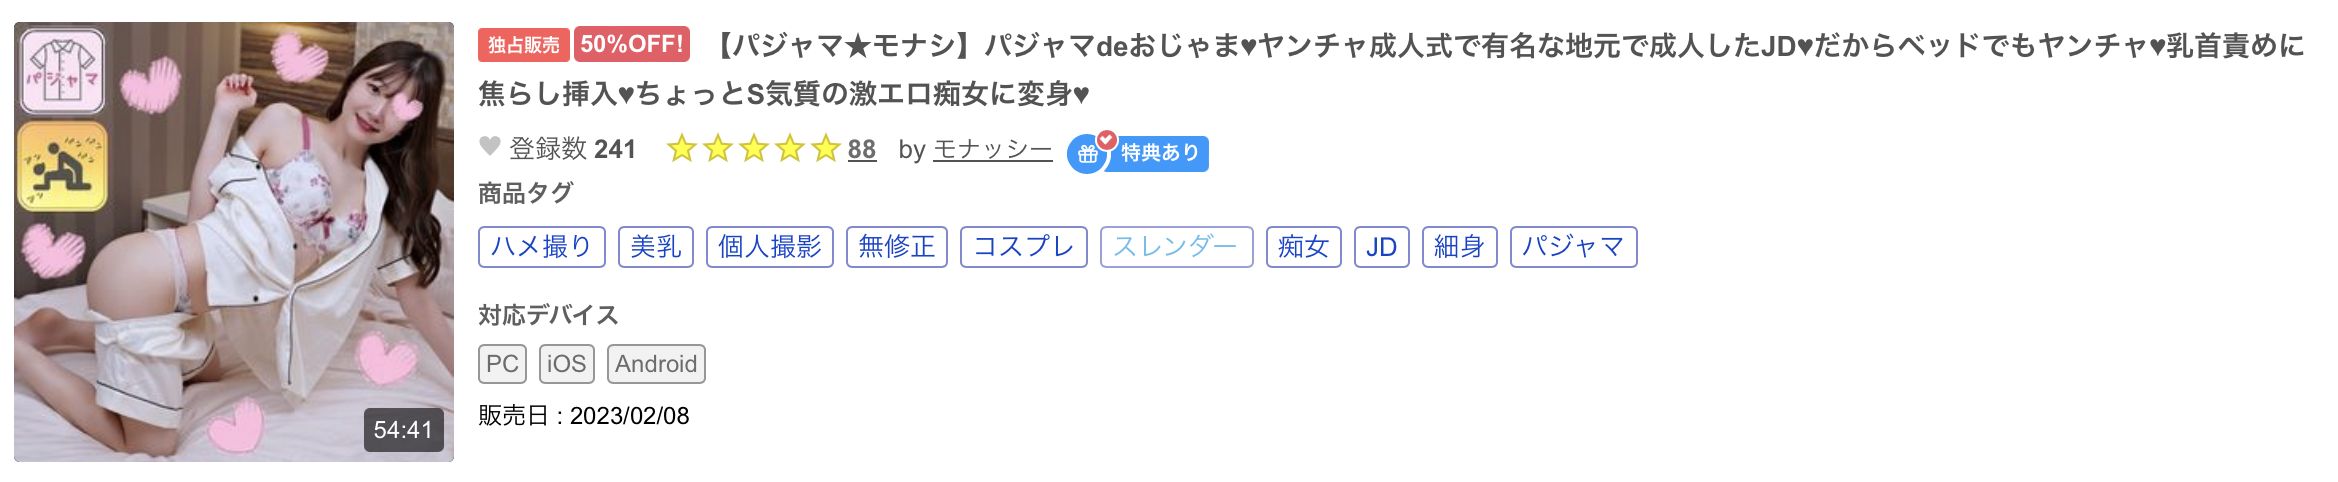 パジャマ
54:41
独占販売 50%OFF! 【パジャマ★モナシ】パジャマdeおじゃま♥ヤンチャ成人式で有名な地元で成人したJD♥だからベッドでもヤンチャ♥乳首責めに
焦らし挿入♥ちょっとS気質の激エロ痴女に変身♥
登録数 241 88 by モナッシー 特典あり
商品タグ
ハメ撮り 美乳 個人撮影 無修正 コスプレ スレンダー 痴女 JD 細身 パジャマ
対応デバイス
PC iOS Android
販売日 : 2023/02/08